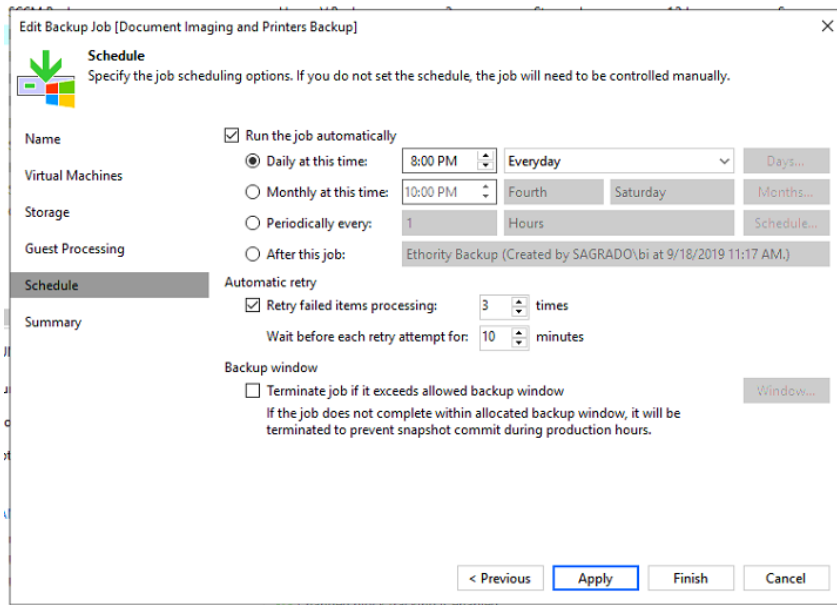 Edit Backup Job [Document Imaging and Printers Backup]
Schedule
Specify the job scheduling options. If you do not set the schedule, the job will need to be controlled manually.
Name
Virtual Machines
Storage
Guest Processing
Schedule
Summary
Run the job automatically
Daily at this time: 8:00 PM Everyday Days...
Monthly at this time: 10:00 PM Fourth Saturday Months...
Periodically every: 1 Hours Schedule...
After this job: Ethority Backup (Created by SAGRADO\bi at 9/18/2019 11:17 AM.)
Automatic retry
Retry failed items processing: 3 times
Wait before each retry attempt for: 10 minutes
Backup window
Terminate job if it exceeds allowed backup window Window...
If the job does not complete within allocated backup window, it will be
terminated to prevent snapshot commit during production hours.
< Previous Apply Finish Cancel